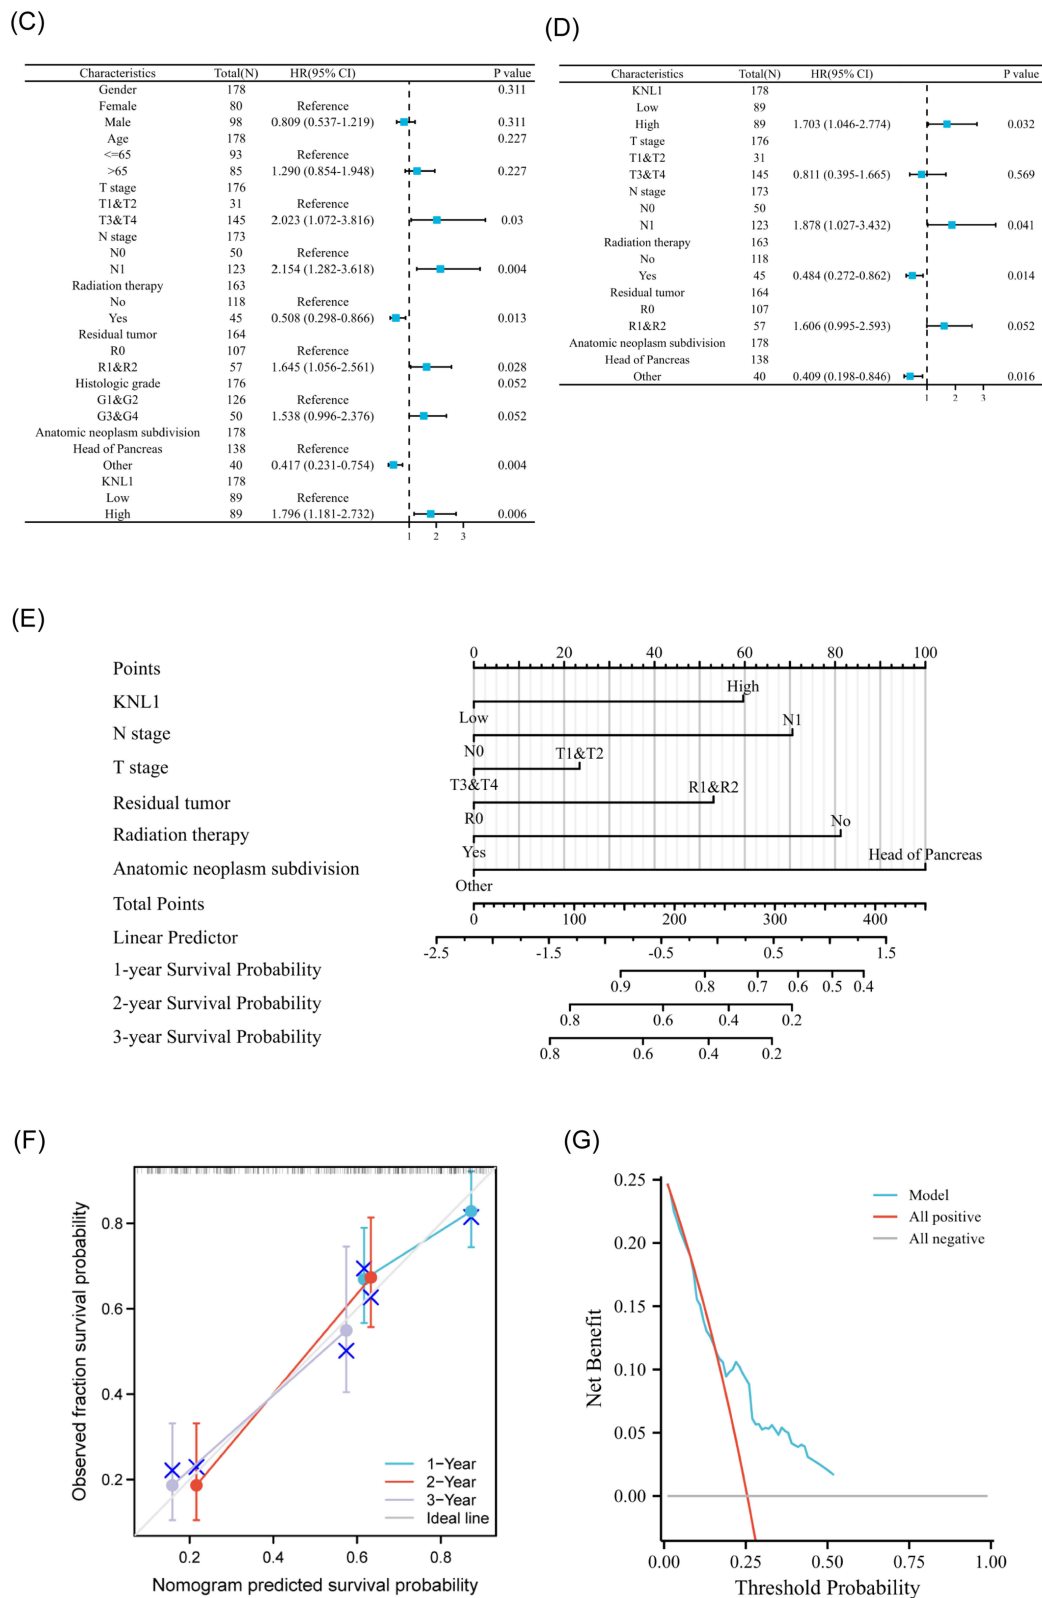 (C)
Characteristics Total(N) HR(95% CI) P value
Gender 178 0.311
Female 80 Reference
Male 98 0.809 (0.537-1.219) 0.311
Age 178 0.227
<=65 93 Reference
>65 85 1.290 (0.854-1.948) 0.227
T stage 176
T1&T2 31 Reference
T3&T4 145 2.023 (1.072-3.816) 0.03
N stage 173
N0 50 Reference
N1 123 2.154 (1.282-3.618) 0.004
Radiation therapy 163
No 118 Reference
Yes 45 0.508 (0.298-0.866) 0.013
Residual tumor 164
R0 107 Reference
R1&R2 57 1.645 (1.056-2.561) 0.028
Histologic grade 176 0.052
G1&G2 126 Reference
G3&G4 50 1.538 (0.996-2.376) 0.052
Anatomic neoplasm subdivision 178
Head of Pancreas 138 Reference
Other 40 0.417 (0.231-0.754) 0.004
KNL1 178
Low 89 Reference
High 89 1.796 (1.181-2.732) 0.006
1 2 3
(D)
Characteristics Total(N) HR(95% CI) P value
KNL1 178
Low 89
High 89 1.703 (1.046-2.774) 0.032
T stage 176
T1&T2 31
T3&T4 145 0.811 (0.395-1.665) 0.569
N stage 173
N0 50
N1 123 1.878 (1.027-3.432) 0.041
Radiation therapy 163
No 118
Yes 45 0.484 (0.272-0.862) 0.014
Residual tumor 164
R0 107
R1&R2 57 1.606 (0.995-2.593) 0.052
Anatomic neoplasm subdivision 178
Head of Pancreas 138
Other 40 0.409 (0.198-0.846) 0.016
1 2 3
(E)
0 20 40 60 80 100
Points
High
KNL1
Low
N1
N stage
N0
T1&T2
T stage
T3&T4
R1&R2
Residual tumor
R0
No
Radiation therapy
Yes
Head of Pancreas
Anatomic neoplasm subdivision
Other
Total Points
0 100 200 300 400
Linear Predictor
-2.5 -1.5 -0.5 0.5 1.5
1-year Survival Probability
0.9 0.8 0.7 0.6 0.5 0.4
2-year Survival Probability
0.8 0.6 0.4 0.2
3-year Survival Probability
0.8 0.6 0.4 0.2
(F)
Observed fraction survival probability
0.8
0.6
0.4
0.2
1-Year
2-Year
3-Year
Ideal line
0.2 0.4 0.6 0.8
Nomogram predicted survival probability
(G)
Net Benefit
0.25
0.20
0.15
0.10
0.05
0.00
Model
All positive
All negative
0.00 0.25 0.50 0.75 1.00
Threshold Probability